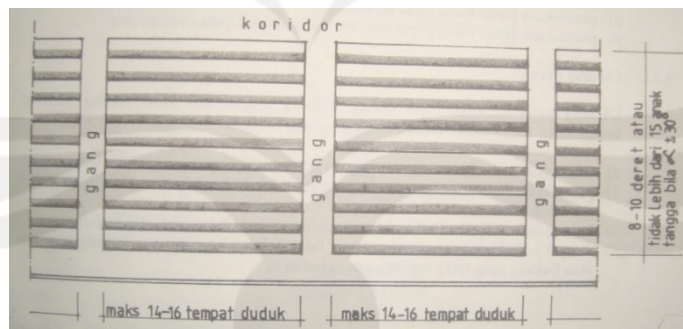 koridor
gang
gang
gang
8-10 deret atau
tidak lebih dari 15 anak
tangga bila ∝ ±30°
maks 14-16 tempat duduk
maks 14-16 tempat duduk